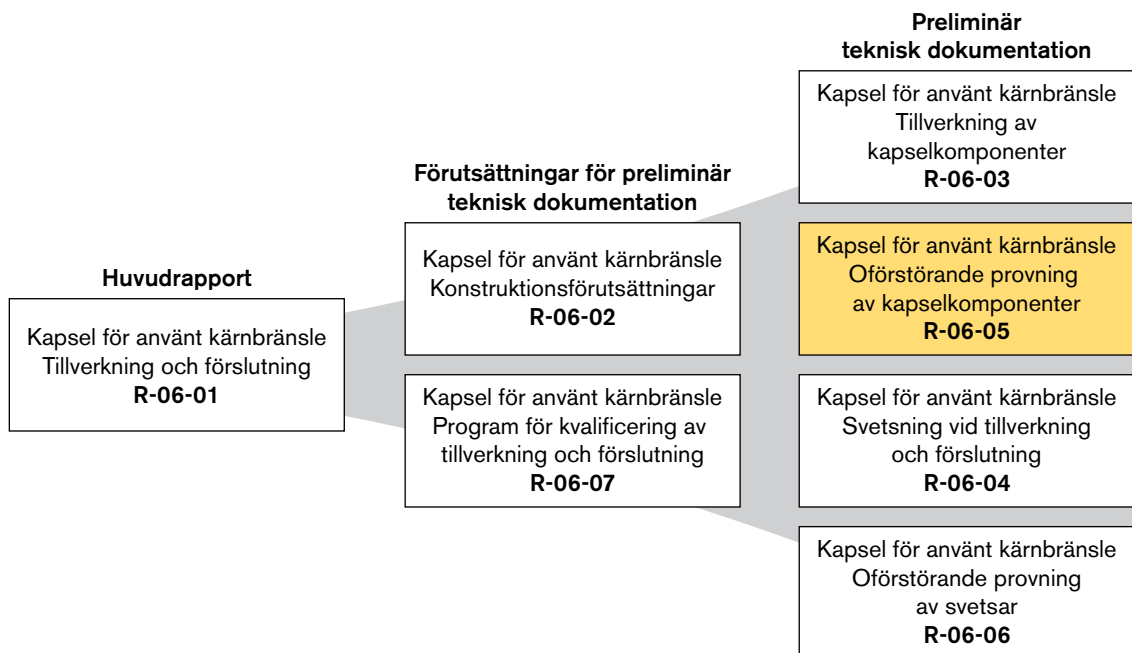 Huvudrapport
Kapsel för använt kärnbränsle
Tillverkning och förslutning
R-06-01
Förutsättningar för preliminär
teknisk dokumentation
Kapsel för använt kärnbränsle
Konstruktionsförutsättningar
R-06-02
Kapsel för använt kärnbränsle
Program för kvalificering av
tillverkning och förslutning
R-06-07
Preliminär
teknisk dokumentation
Kapsel för använt kärnbränsle
Tillverkning av
kapselkomponenter
R-06-03
Kapsel för använt kärnbränsle
Oförstörande provning
av kapselkomponenter
R-06-05
Kapsel för använt kärnbränsle
Svetsning vid tillverkning
och förslutning
R-06-04
Kapsel för använt kärnbränsle
Oförstörande provning
av svetsar
R-06-06